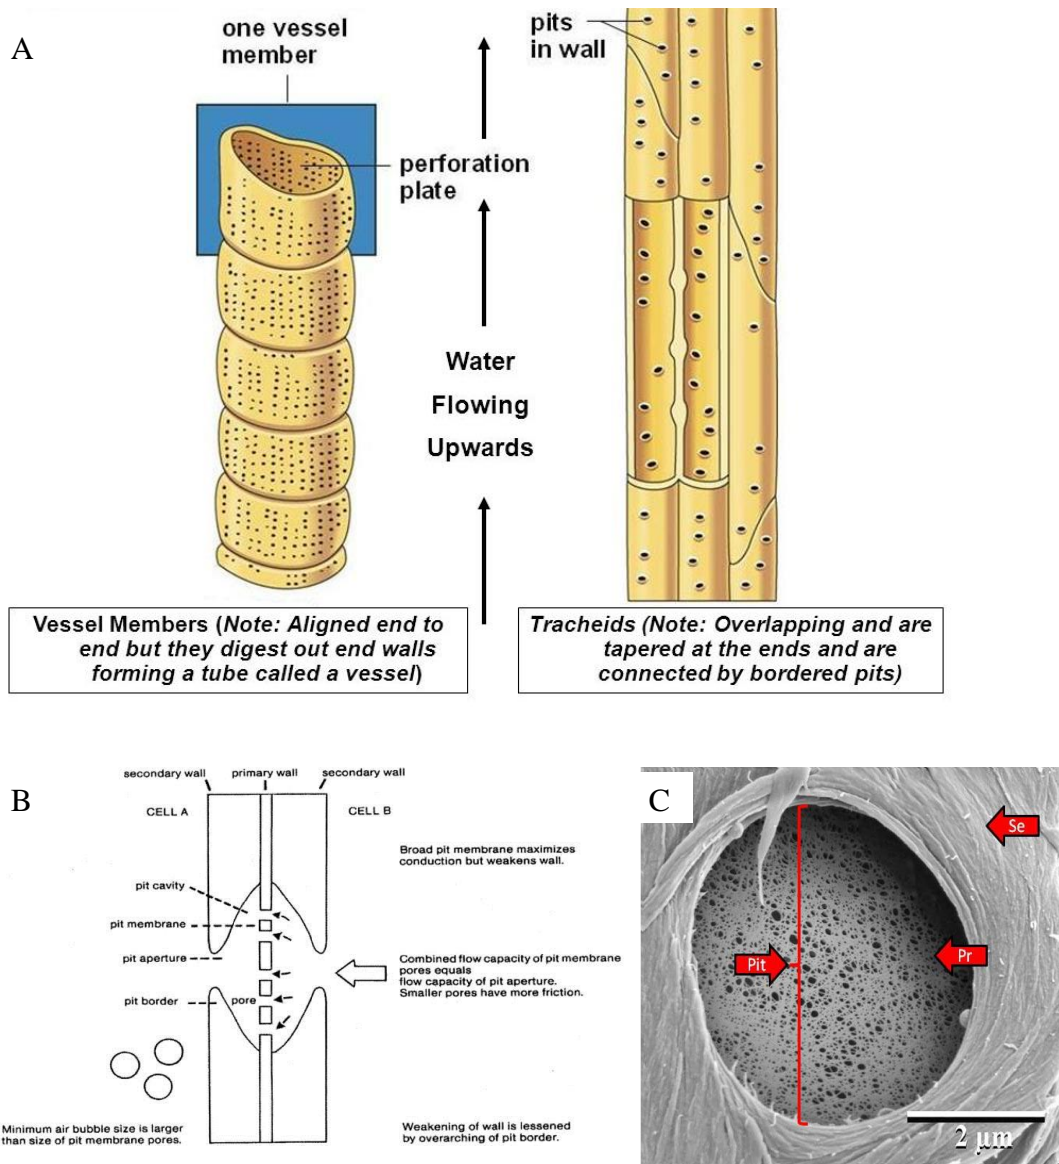 A
one vessel
member
perforation
plate
pits
in wall
Water
Flowing
Upwards
Vessel Members (Note: Aligned end to
end but they digest out end walls
forming a tube called a vessel)
Tracheids (Note: Overlapping and are
tapered at the ends and are
connected by bordered pits)
B
secondary wall
primary wall
secondary wall
CELL A
CELL B
pit cavity
pit membrane
pit aperture
pit border
pore
Broad pit membrane maximizes
conduction but weakens wall.
Combined flow capacity of pit membrane
pores equals
flow capacity of pit aperture.
Smaller pores have more friction.
Minimum air bubble size is larger
than size of pit membrane pores.
Weakening of wall is lessened
by overarching of pit border.
C
Se
Pit
Pr
2 µm